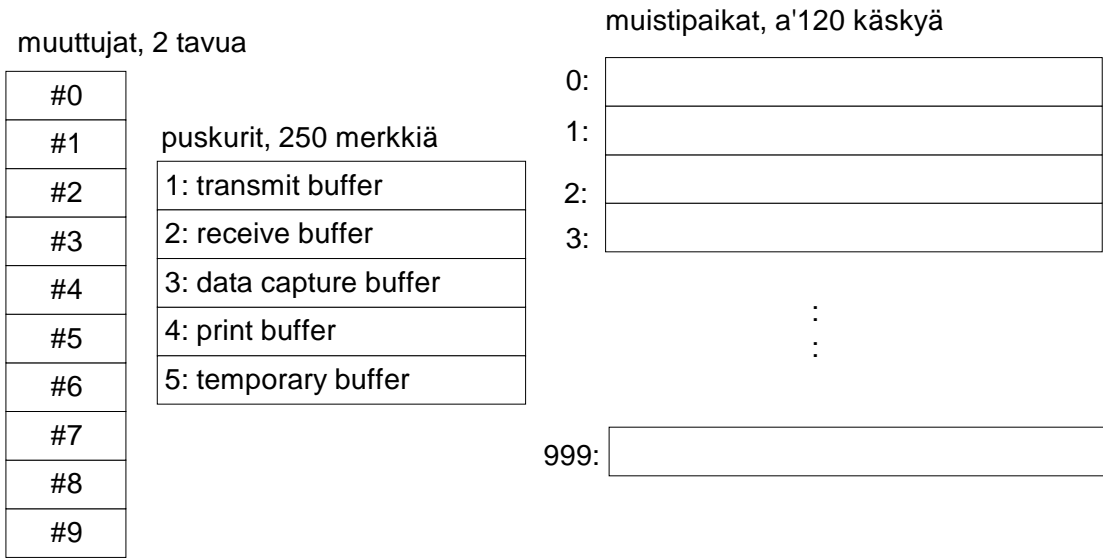 muuttujat, 2 tavua
#0
#1
#2
#3
#4
#5
#6
#7
#8
#9
puskurit, 250 merkkiä
1: transmit buffer
2: receive buffer
3: data capture buffer
4: print buffer
5: temporary buffer
muistipaikat, a'120 käskyä
0:
1:
2:
3:
:
:
999: